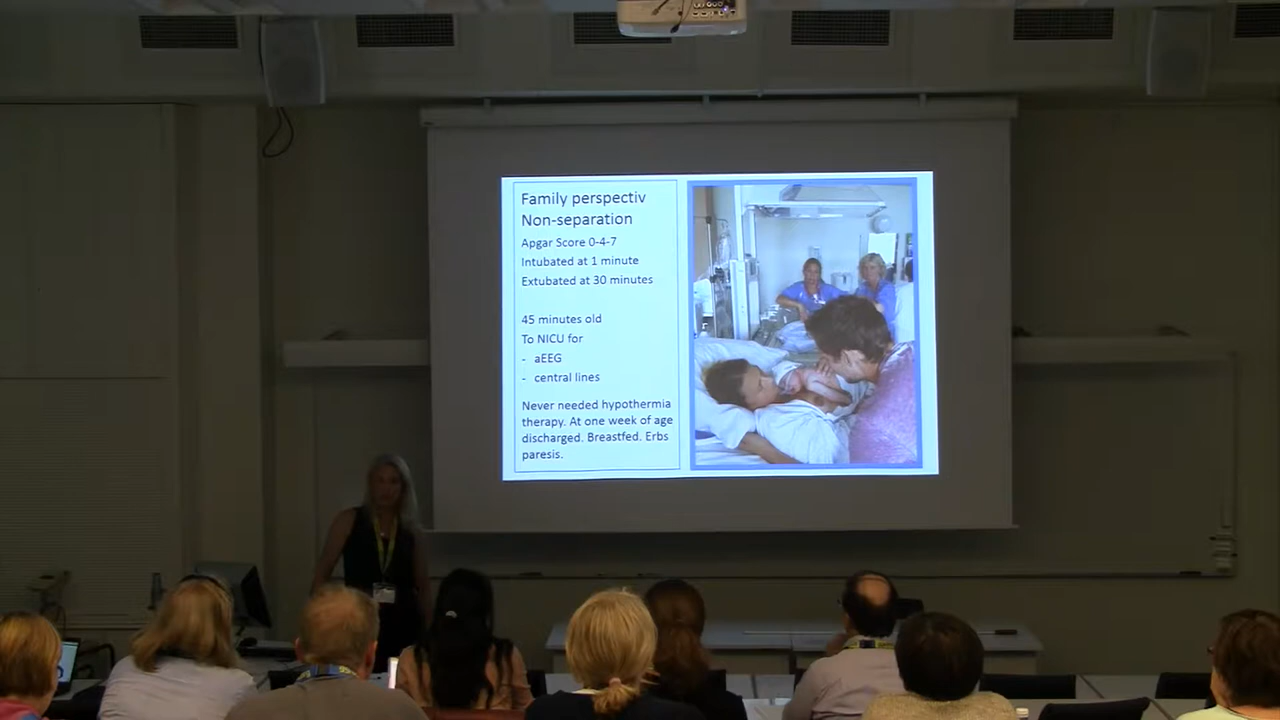 Family perspectiv
Non-separation
Apgar Score 0-4-7
Intubated at 1 minute
Extubated at 30 minutes
45 minutes old
To NICU for
- aEEG
- central lines
Never needed hypothermia
therapy. At one week of age
discharged. Breastfed. Erbs
paresis.